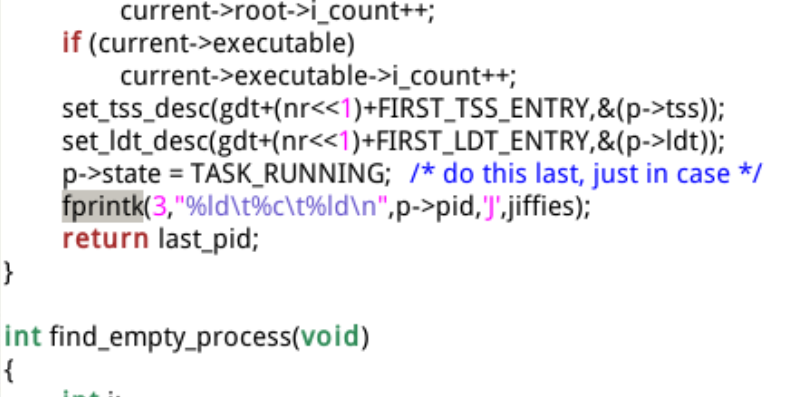 current->root->i_count++;
if (current->executable)
current->executable->i_count++;
set_tss_desc(gdt+(nr<<1)+FIRST_TSS_ENTRY,&(p->tss));
set_ldt_desc(gdt+(nr<<1)+FIRST_LDT_ENTRY,&(p->ldt));
p->state = TASK_RUNNING; /* do this last, just in case */
fprintk(3,"%ld\t%c\t%ld\n",p->pid,'J',jiffies);
return last_pid;
}
int find_empty_process(void)
{